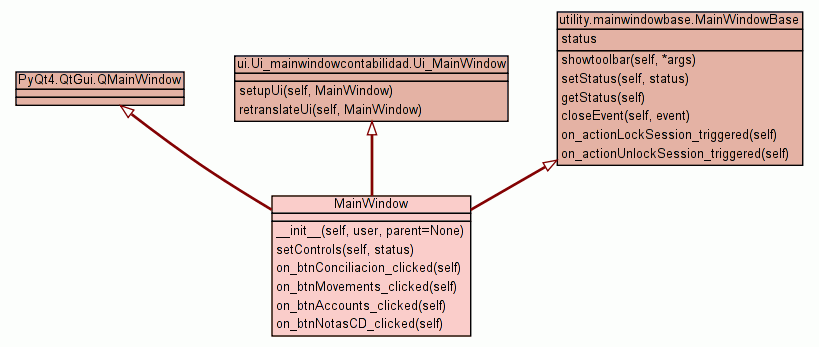 PyQt4.QtGui.QMainWindow
ui.Ui_mainwindowcontabilidad.Ui_MainWindow
setupUi(self, MainWindow)
retranslateUi(self, MainWindow)
utility.mainwindowbase.MainWindowBase
status
showtoolbar(self, *args)
setStatus(self, status)
getStatus(self)
closeEvent(self, event)
on_actionLockSession_triggered(self)
on_actionUnlockSession_triggered(self)
MainWindow
__init__(self, user, parent=None)
setControls(self, status)
on_btnConciliacion_clicked(self)
on_btnMovements_clicked(self)
on_btnAccounts_clicked(self)
on_btnNotasCD_clicked(self)